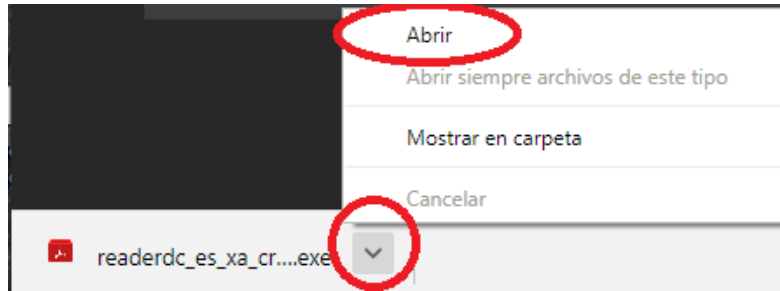 Abrir
Abrir siempre archivos de este tipo
Mostrar en carpeta
Cancelar
readerdc_es_xa_cr....exe